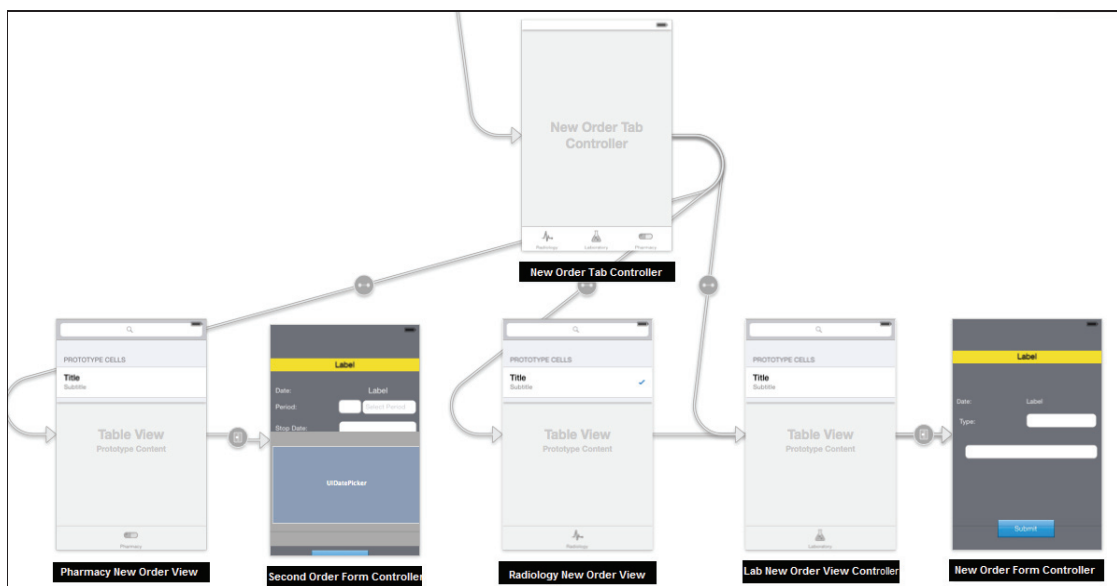 New Order Tab
Controller
Radiology
Laboratory
Pharmacy
New Order Tab Controller
PROTOTYPE CELLS
Title
Subtitle
Table View
Prototype Content
Pharmacy
Pharmacy New Order View
Label
Date:
Label
Period:
Select Period
Stop Date:
UIDatePicker
Second Order Form Controller
PROTOTYPE CELLS
Title
Subtitle
Table View
Prototype Content
Radiology
Radiology New Order View
PROTOTYPE CELLS
Title
Subtitle
Table View
Prototype Content
Laboratory
Lab New Order View Controller
Label
Date:
Label
Type:
Submit
New Order Form Controller